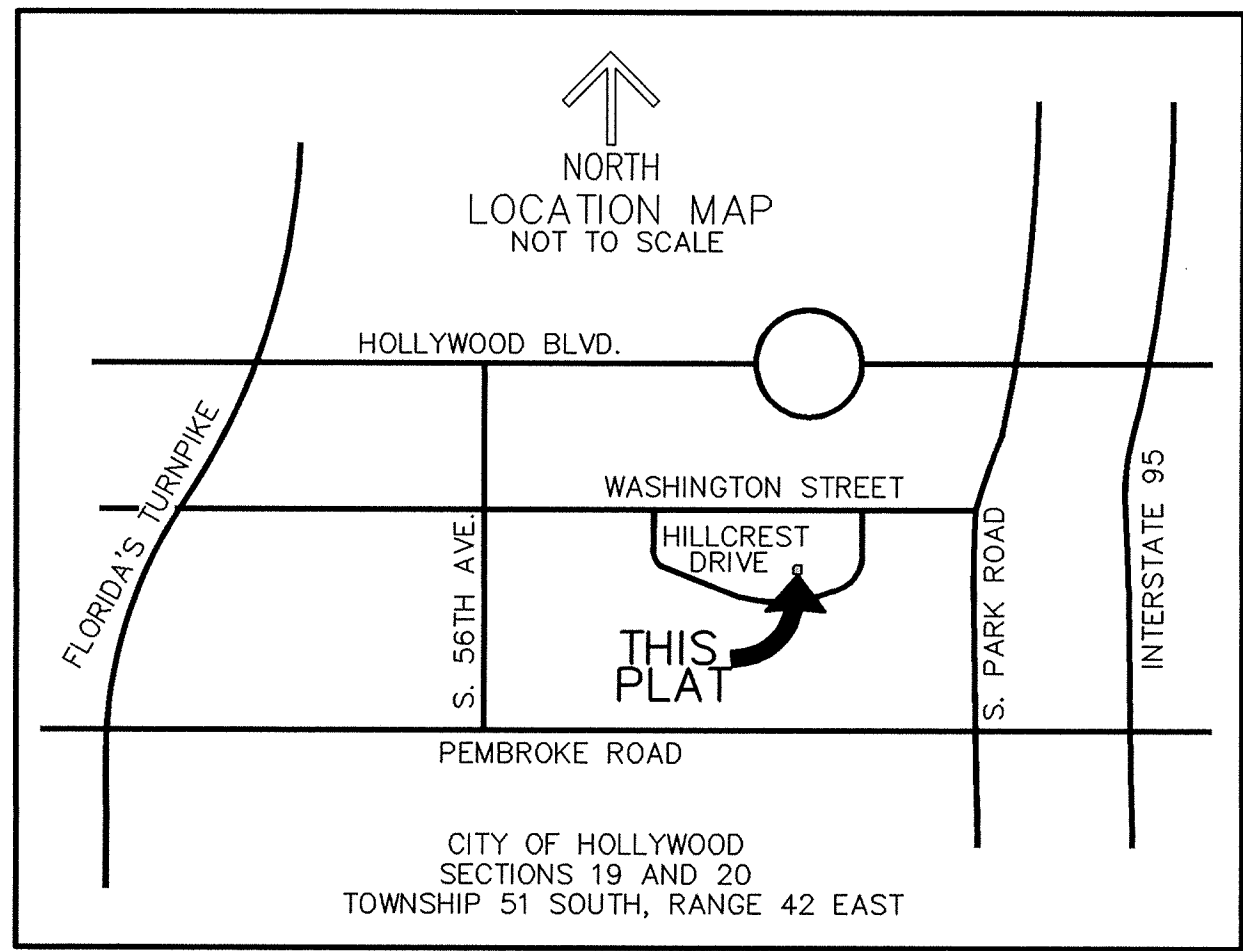 NORTH
LOCATION MAP
NOT TO SCALE
HOLLYWOOD BLVD.
FLORIDA'S TURNPIKE
WASHINGTON STREET
HILLCREST
DRIVE
S. 56TH AVE.
S. PARK ROAD
INTERSTATE 95
THIS
PLAT
PEMBROKE ROAD
CITY OF HOLLYWOOD
SECTIONS 19 AND 20
TOWNSHIP 51 SOUTH, RANGE 42 EAST